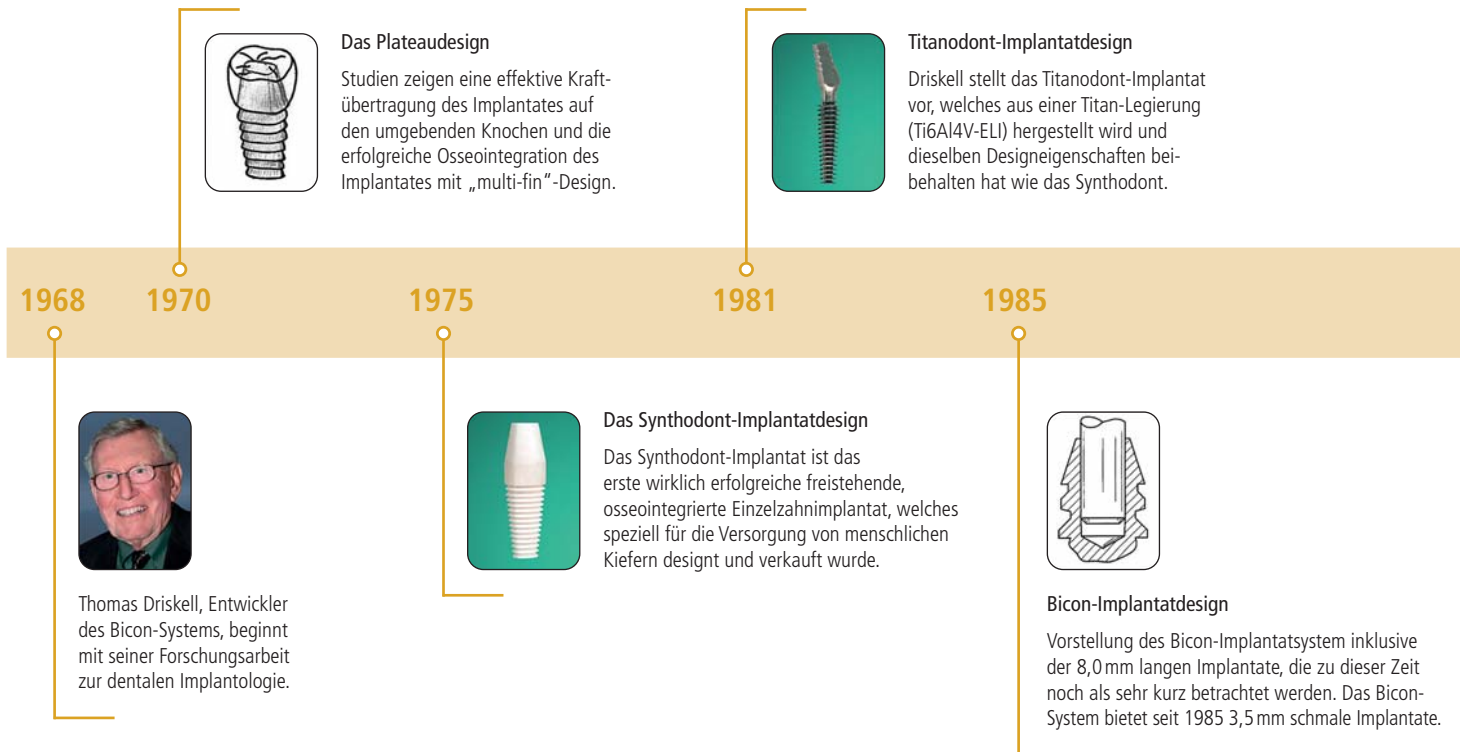 Das Plateaudesign
Studien zeigen eine effektive Kraft-
übertragung des Implantates auf
den umgebenden Knochen und die
erfolgreiche Osseointegration des
Implantates mit „multi-fin"-Design.
Titanodont-Implantatdesign
Driskell stellt das Titanodont-Implantat
vor, welches aus einer Titan-Legierung
(Ti6Al4V-ELI) hergestellt wird und
dieselben Designeigenschaften bei-
behalten hat wie das Synthodont.
1968
1970
1975
1981
1985
Thomas Driskell, Entwickler
des Bicon-Systems, beginnt
mit seiner Forschungsarbeit
zur dentalen Implantologie.
Das Synthodont-Implantatdesign
Das Synthodont-Implantat ist das
erste wirklich erfolgreiche freistehende,
osseointegrierte Einzelzahnimplantat, welches
speziell für die Versorgung von menschlichen
Kiefern designt und verkauft wurde.
Bicon-Implantatdesign
Vorstellung des Bicon-Implantatsystem inklusive
der 8,0 mm langen Implantate, die zu dieser Zeit
noch als sehr kurz betrachtet werden. Das Bicon-
System bietet seit 1985 3,5 mm schmale Implantate.